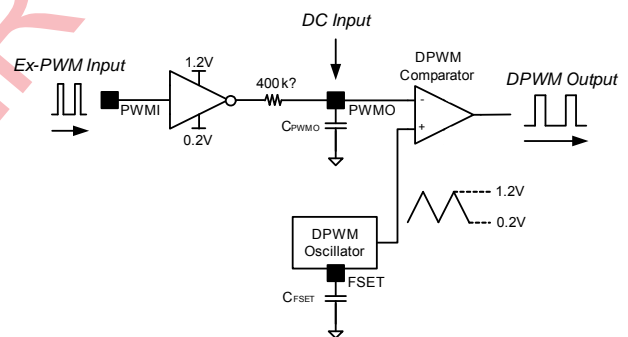 DC Input
Ex-PWM Input
1.2V
400k?
DPWM
Comparator
DPWM Output
PWMI
PWMO
-
+
CPWMO
0.2V
1.2V
0.2V
DPWM
Oscillator
FSET
CFSET